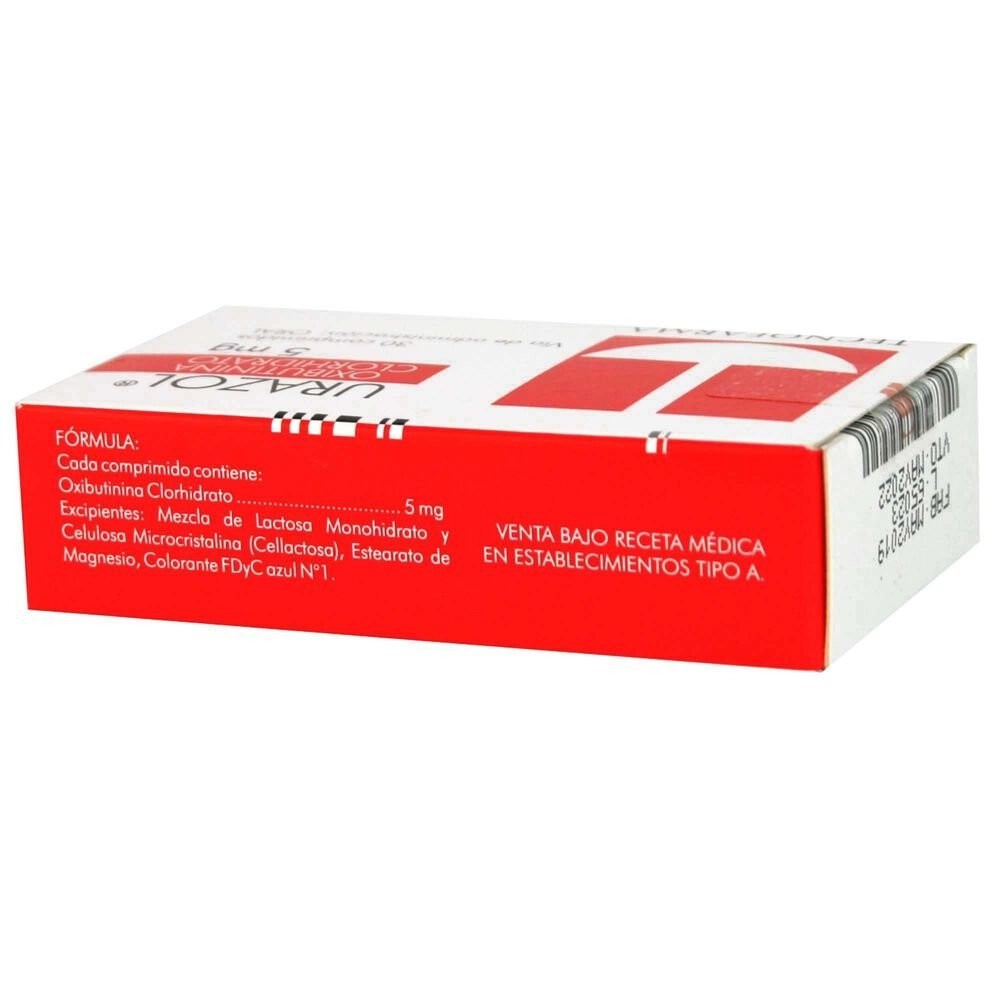 URAZOL®
OXIBUTININA
CLORHIDRATO
5 mg
30 comprimidos
Vía de administración: ORAL
TECNOFARMA
FÓRMULA:
Cada comprimido contiene:
Oxibutinina Clorhidrato .............................. 5 mg
Excipientes: Mezcla de Lactosa Monohidrato y
Celulosa Microcristalina (Cellactosa), Estearato de
Magnesio, Colorante FDyC azul N°1.
VENTA BAJO RECETA MÉDICA
EN ESTABLECIMIENTOS TIPO A.
FAB.MAY2019
L.65023
VTO.MAY2022